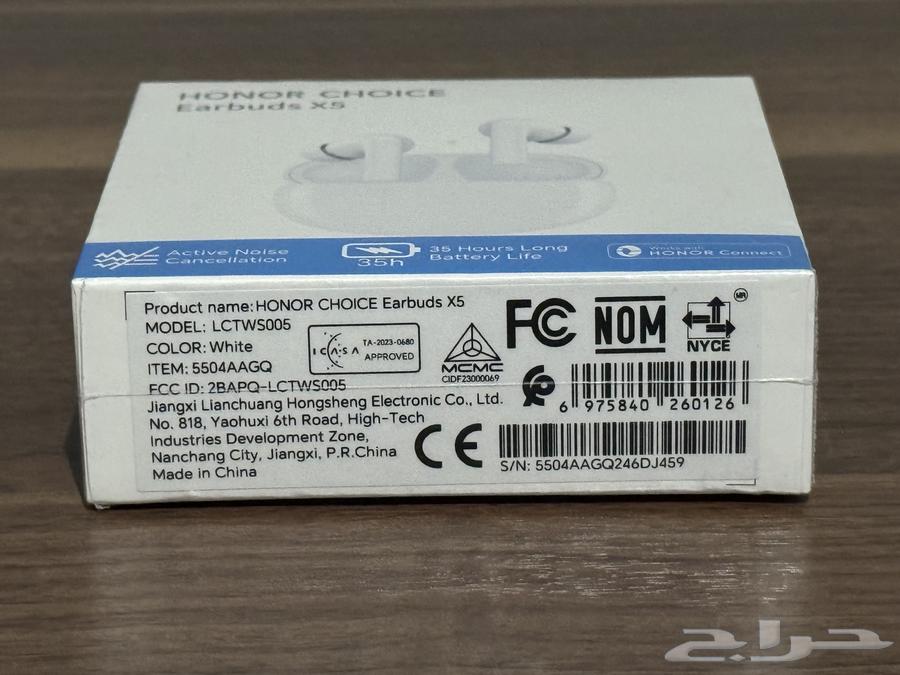 HONOR CHOICE
Earbuds X5
Active Noise
Cancellation
35h
35 Hours Long
Battery Life
Works with
HONOR Connect
Product name: HONOR CHOICE Earbuds X5
MODEL: LCTWS005
COLOR: White
ITEM: 5504AAGQ
FCC ID: 2BAPQ-LCTWS005
Jiangxi Lianchuang Hongsheng Electronic Co., Ltd.
No. 818, Yaohuxi 6th Road, High-Tech
Industries Development Zone,
Nanchang City, Jiangxi, P.R.China
Made in China
ICASA
TA-2023-0680
APPROVED
MCMC
CIDF23000069
FC
NOM
NYCE
MR
6 975840 260126
CE
S/N: 5504AAGQ246DJ459
حراج